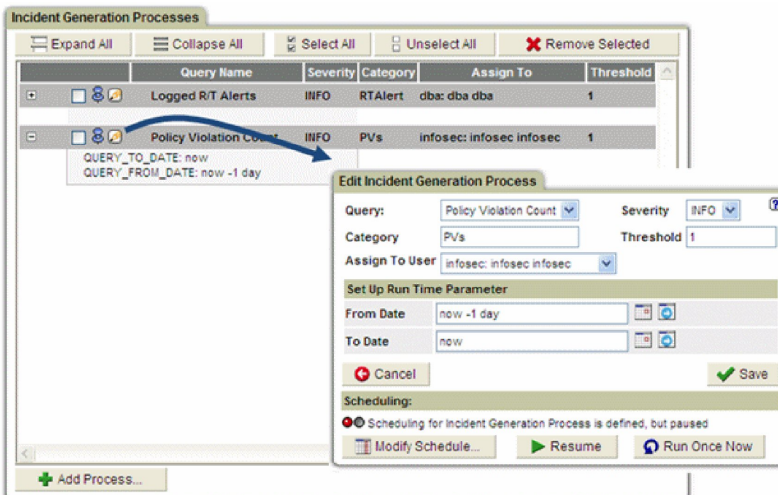 Incident Generation Processes
Expand All Collapse All Select All Unselect All Remove Selected
Query Name Severity Category Assign To Threshold
Logged R/T Alerts INFO RTAlert dba: dba dba 1
Policy Violation Count INFO PVs infosec: infosec infosec 1
QUERY_TO_DATE: now
QUERY_FROM_DATE: now -1 day
Edit Incident Generation Process
Query: Policy Violation Count Severity INFO ?
Category PVs Threshold 1
Assign To User infosec: infosec infosec
Set Up Run Time Parameter
From Date now -1 day
To Date now
Cancel Save
Scheduling:
Scheduling for Incident Generation Process is defined, but paused
Modify Schedule... Resume Run Once Now
Add Process...